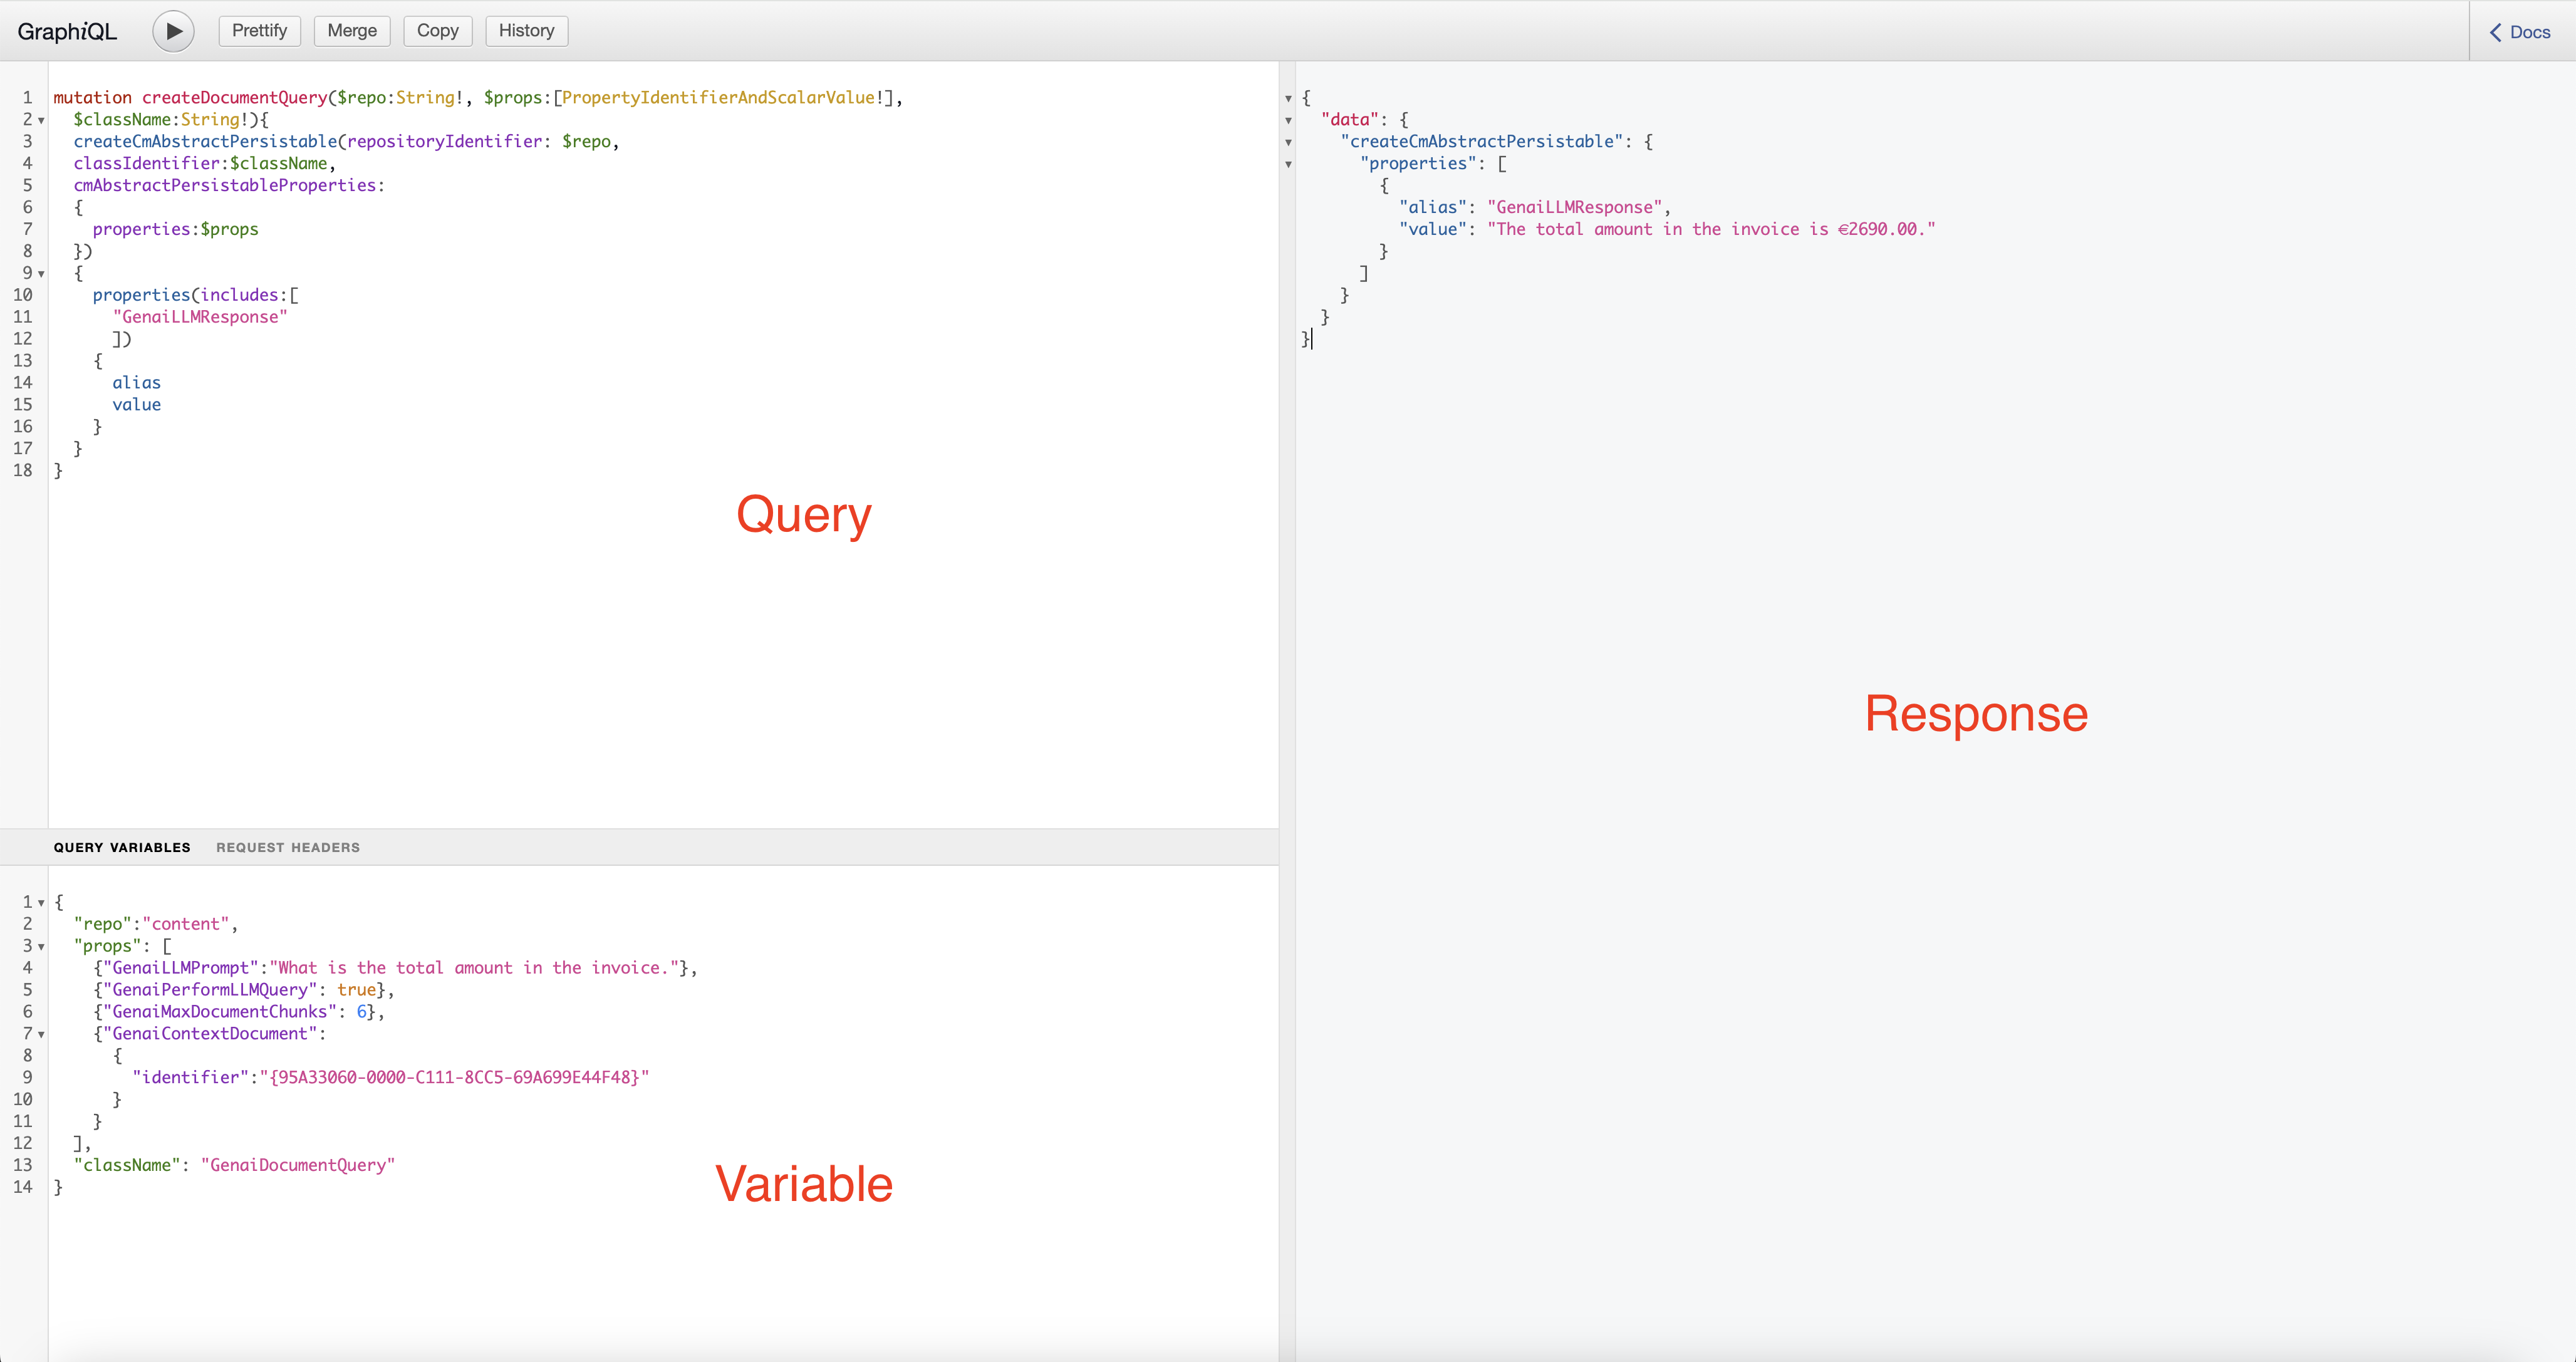 GraphiQL Prettify Merge Copy History Docs
1 mutation createDocumentQuery($repo:String!, $props:[PropertyIdentifierAndScalarValue!],
2 $className:String!){
3 createCmAbstractPersistable(repositoryIdentifier: $repo,
4 classIdentifier:$className,
5 cmAbstractPersistableProperties:
6 {
7 properties:$props
8 })
9 {
10 properties(includes:[
11 "GenaiLLMResponse"
12 ])
13 {
14 alias
15 value
16 }
17 }
18 }
Query
QUERY VARIABLES REQUEST HEADERS
1 {
2 "repo":"content",
3 "props": [
4 {"GenaiLLMPrompt":"What is the total amount in the invoice."},
5 {"GenaiPerformLLMQuery": true},
6 {"GenaiMaxDocumentChunks": 6},
7 {"GenaiContextDocument":
8 {
9 "identifier":"{95A33060-0000-C111-8CC5-69A699E44F48}"
10 }
11 }
12 ],
13 "className": "GenaiDocumentQuery"
14 }
Variable
{
"data": {
"createCmAbstractPersistable": {
"properties": [
{
"alias": "GenaiLLMResponse",
"value": "The total amount in the invoice is €2690.00."
}
]
}
}
}
Response